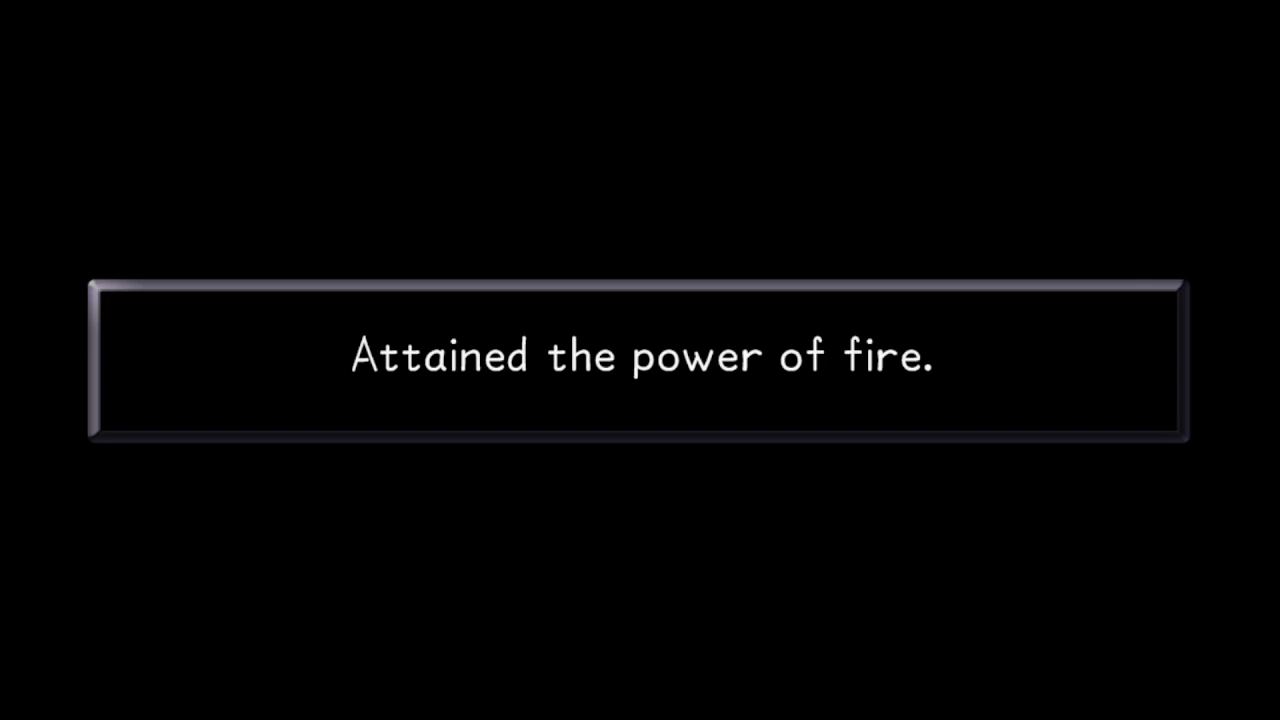 Attained the power of fire.